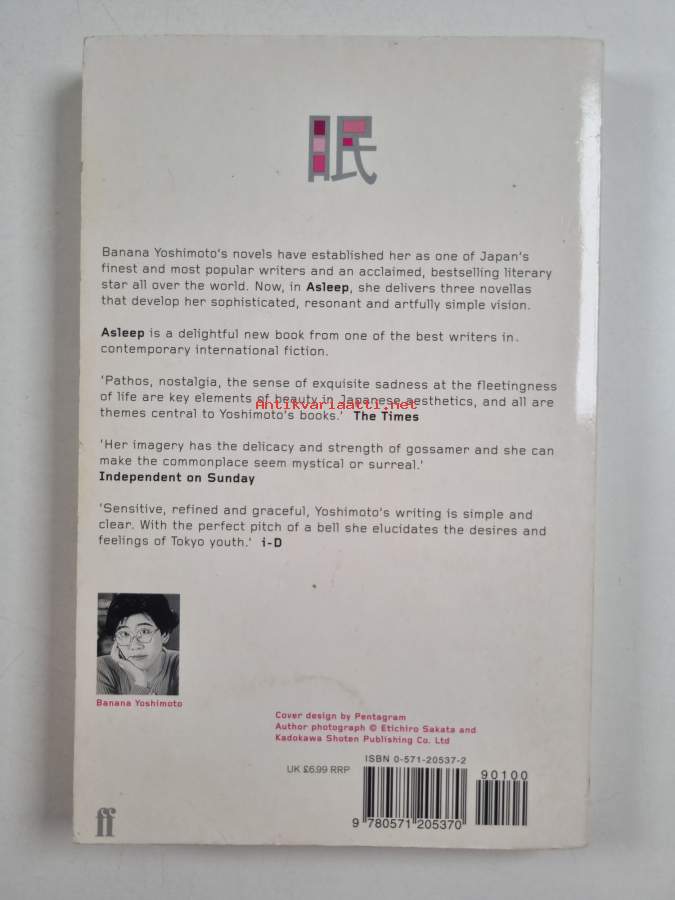 眠
Banana Yoshimoto's novels have established her as one of Japan's
finest and most popular writers and an acclaimed, bestselling literary
star all over the world. Now, in Asleep, she delivers three novellas
that develop her sophisticated, resonant and artfully simple vision.
Asleep is a delightful new book from one of the best writers in
contemporary international fiction.
'Pathos, nostalgia, the sense of exquisite sadness at the fleetingness
of life are key elements of beauty in Japanese aesthetics, and all are
Antikvariaatti.net
themes central to Yoshimoto's books.' The Times
'Her imagery has the delicacy and strength of gossamer and she can
make the commonplace seem mystical or surreal.'
Independent on Sunday
'Sensitive, refined and graceful, Yoshimoto's writing is simple and
clear. With the perfect pitch of a bell she elucidates the desires and
feelings of Tokyo youth.' i-D
Banana Yoshimoto
Cover design by Pentagram
Author photograph © Etichiro Sakata and
Kadokawa Shoten Publishing Co. Ltd
UK £6.99 RRP
ISBN 0-571-20537-2
90100
9 780571 205370
ff